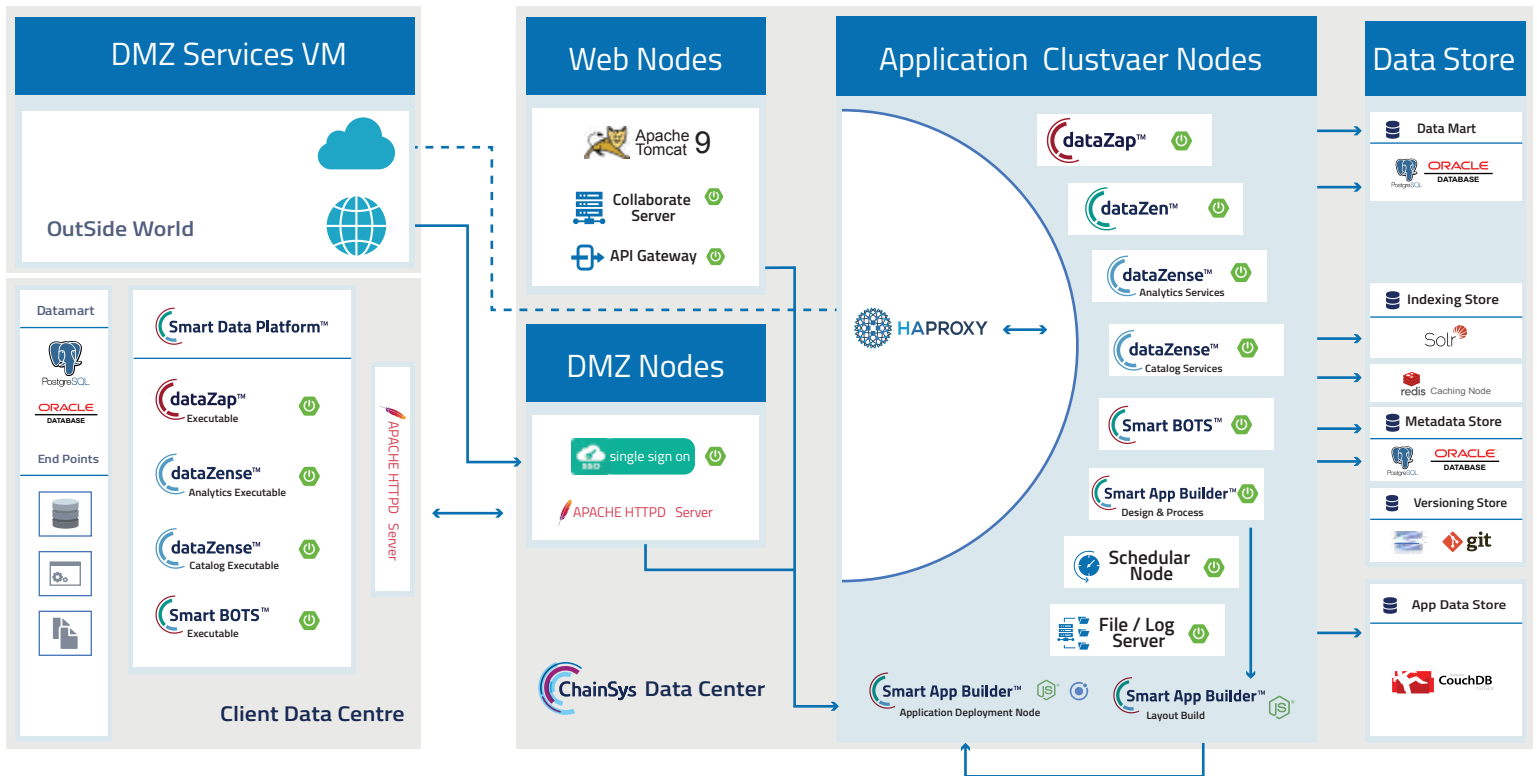 DMZ Services VM
OutSide World
Datamart
PostgreSQL
ORACLE
DATABASE
End Points
Smart Data Platform™
dataZap™
Executable
dataZense™
Analytics Executable
dataZense™
Catalog Executable
Smart BOTS™
Executable
APACHE HTTPD Server
Client Data Centre
Web Nodes
Apache
Tomcat 9
Collaborate
Server
API Gateway
DMZ Nodes
SSO single sign on
APACHE HTTPD Server
ChainSys Data Center
Application Clustvaer Nodes
HAPROXY
dataZap™
dataZen™
dataZense™
Analytics Services
dataZense™
Catalog Services
Smart BOTS™
Smart App Builder™
Design & Process
Schedular
Node
File / Log
Server
Smart App Builder™
Application Deployment Node
JS
Smart App Builder™
Layout Build
JS
Data Store
Data Mart
PostgreSQL
ORACLE
DATABASE
Indexing Store
Solr
redis Caching Node
Metadata Store
PostgreSQL
ORACLE
DATABASE
Versioning Store
git
App Data Store
CouchDB
relax